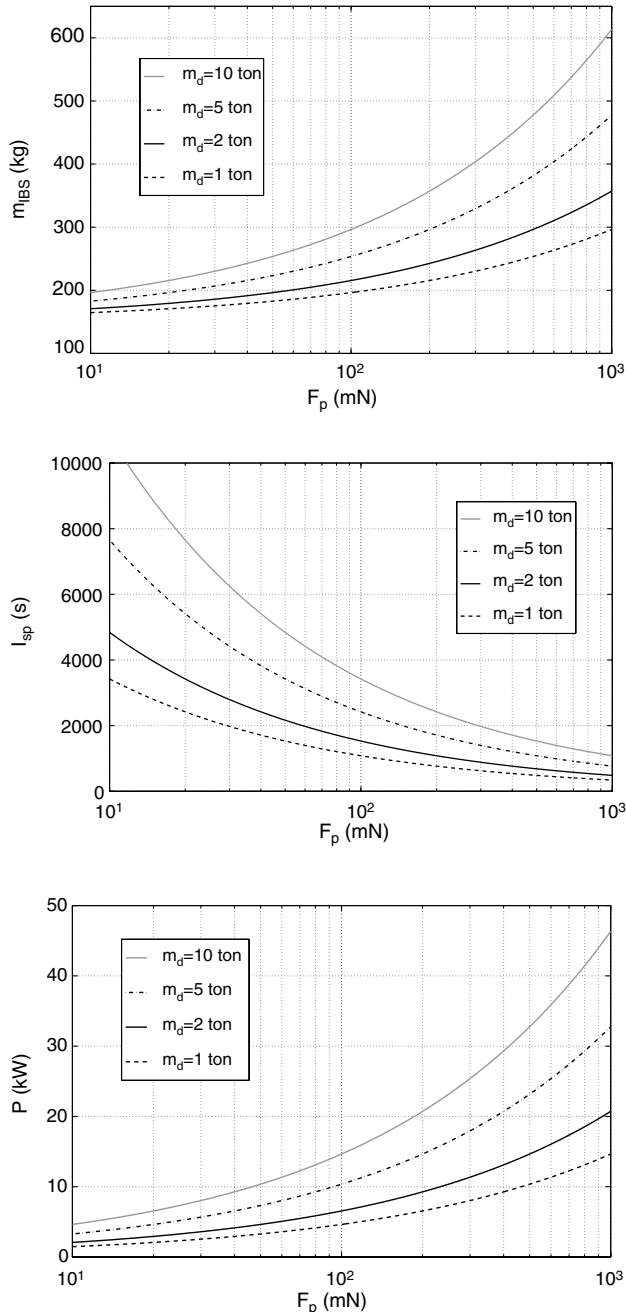 600
500
400
300
200
100
m_IBS (kg)
m_d=10 ton
m_d=5 ton
m_d=2 ton
m_d=1 ton
10^1
10^2
10^3
F_p (mN)
10000
8000
6000
4000
2000
0
I_sp (s)
m_d=10 ton
m_d=5 ton
m_d=2 ton
m_d=1 ton
10^1
10^2
10^3
F_p (mN)
50
40
30
20
10
0
P (kW)
m_d=10 ton
m_d=5 ton
m_d=2 ton
m_d=1 ton
10^1
10^2
10^3
F_p (mN)